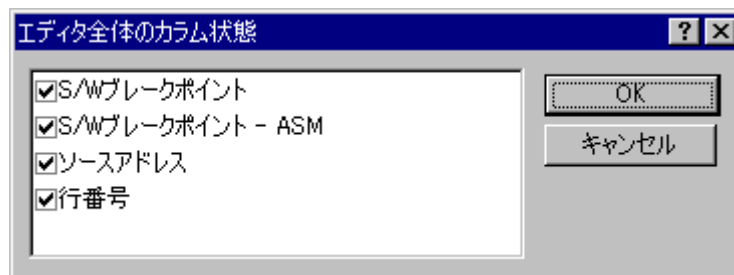 エディタ全体のカラム状態
S/Wブレークポイント
S/Wブレークポイント - ASM
ソースアドレス
行番号
OK
キャンセル